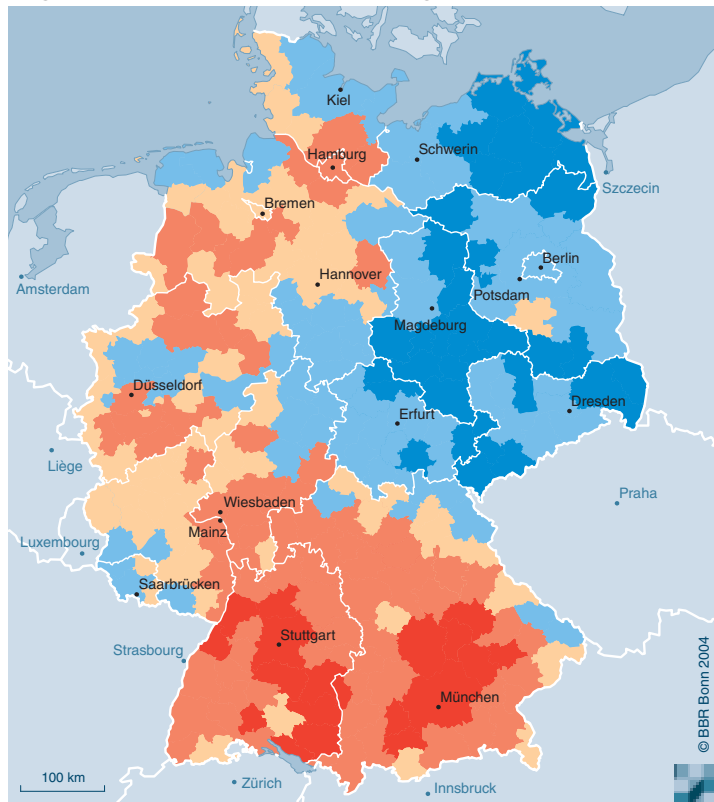 Kiel
Schwerin
Hamburg
Szczecin
Bremen
Berlin
Amsterdam
Hannover
Potsdam
Magdeburg
Düsseldorf
Dresden
Erfurt
Liège
Praha
Wiesbaden
Mainz
Luxembourg
Saarbrücken
Stuttgart
Strasbourg
München
© BBR Bonn 2004
100 km
Zürich
Innsbruck